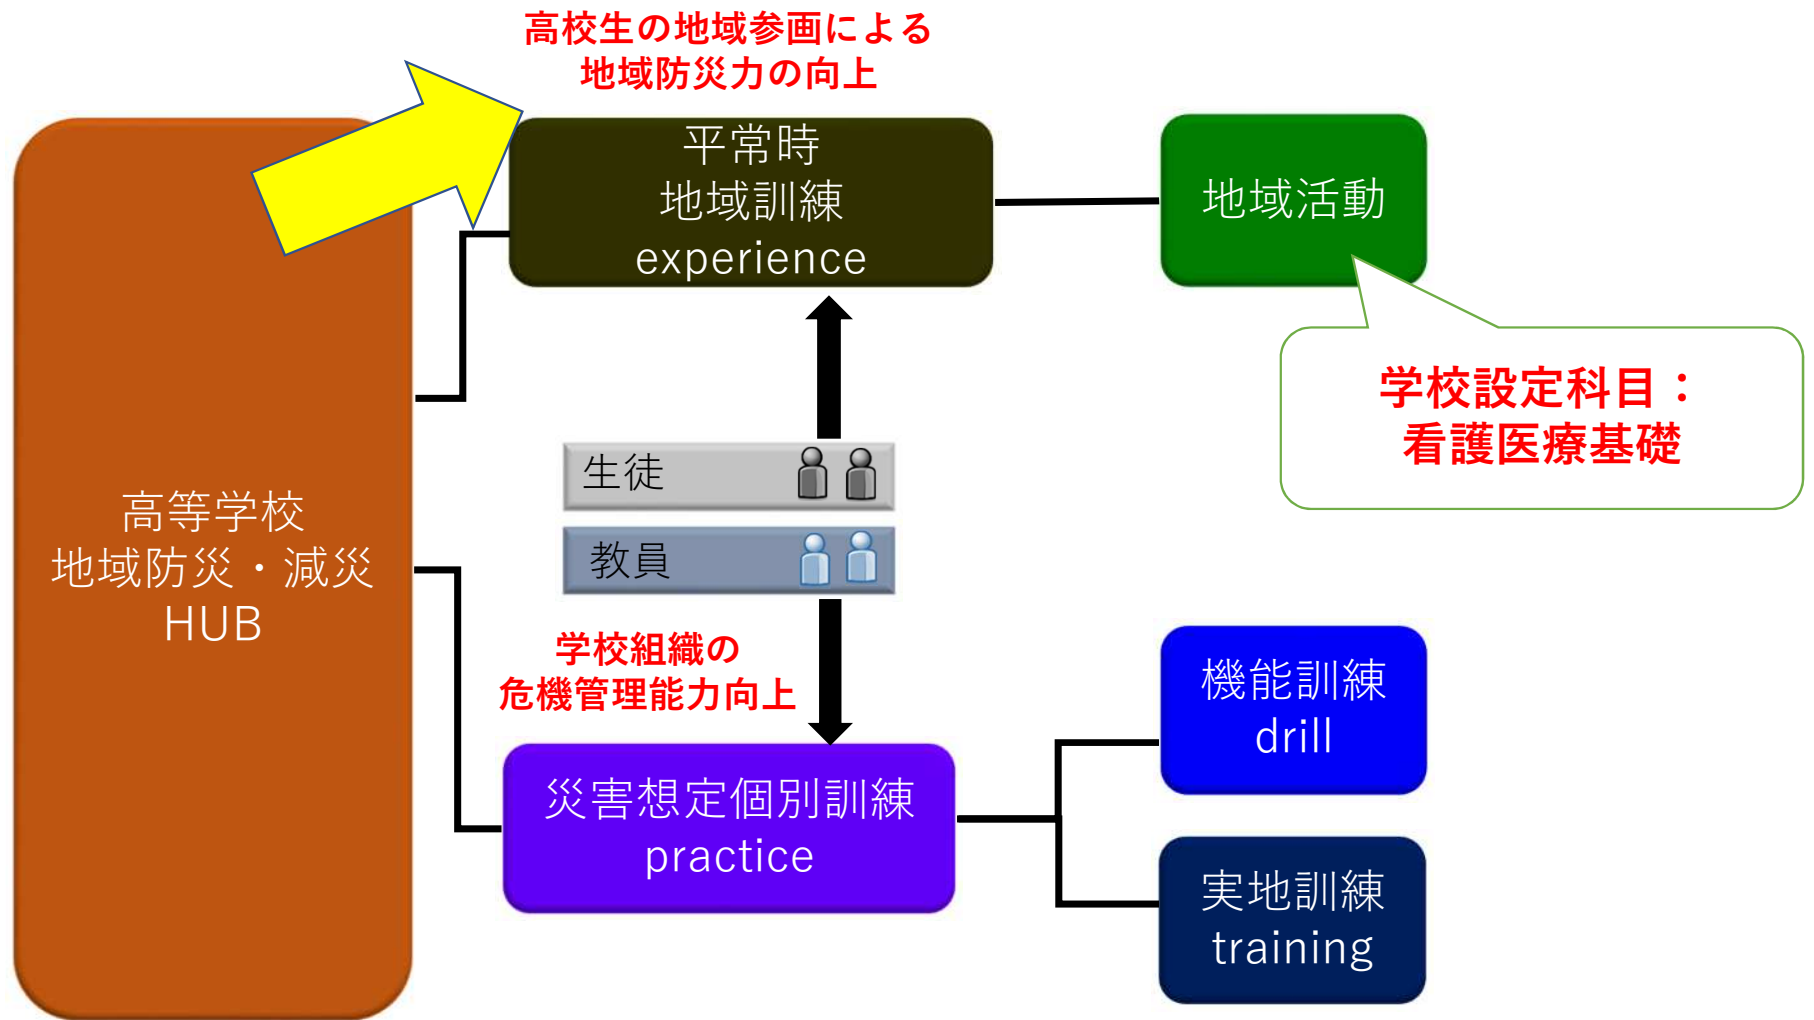 高校生の地域参画による
地域防災力の向上
平常時
地域訓練
experience
地域活動
学校設定科目：
看護医療基礎
高等学校
地域防災・減災
HUB
生徒
教員
学校組織の
危機管理能力向上
災害想定個別訓練
practice
機能訓練
drill
実地訓練
training